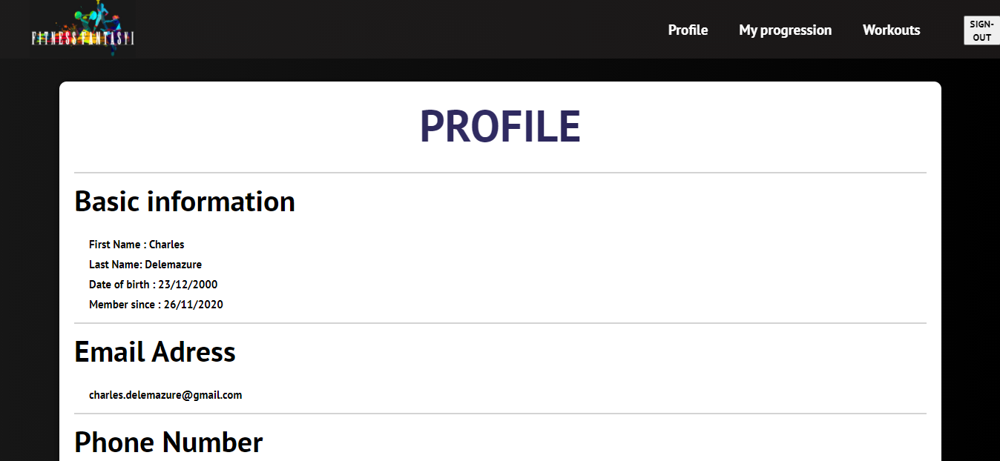 FITNESS FANTASY
Profile
My progression
Workouts
SIGN-
OUT
PROFILE
Basic information
First Name : Charles
Last Name: Delemazure
Date of birth : 23/12/2000
Member since : 26/11/2020
Email Adress
charles.delemazure@gmail.com
Phone Number